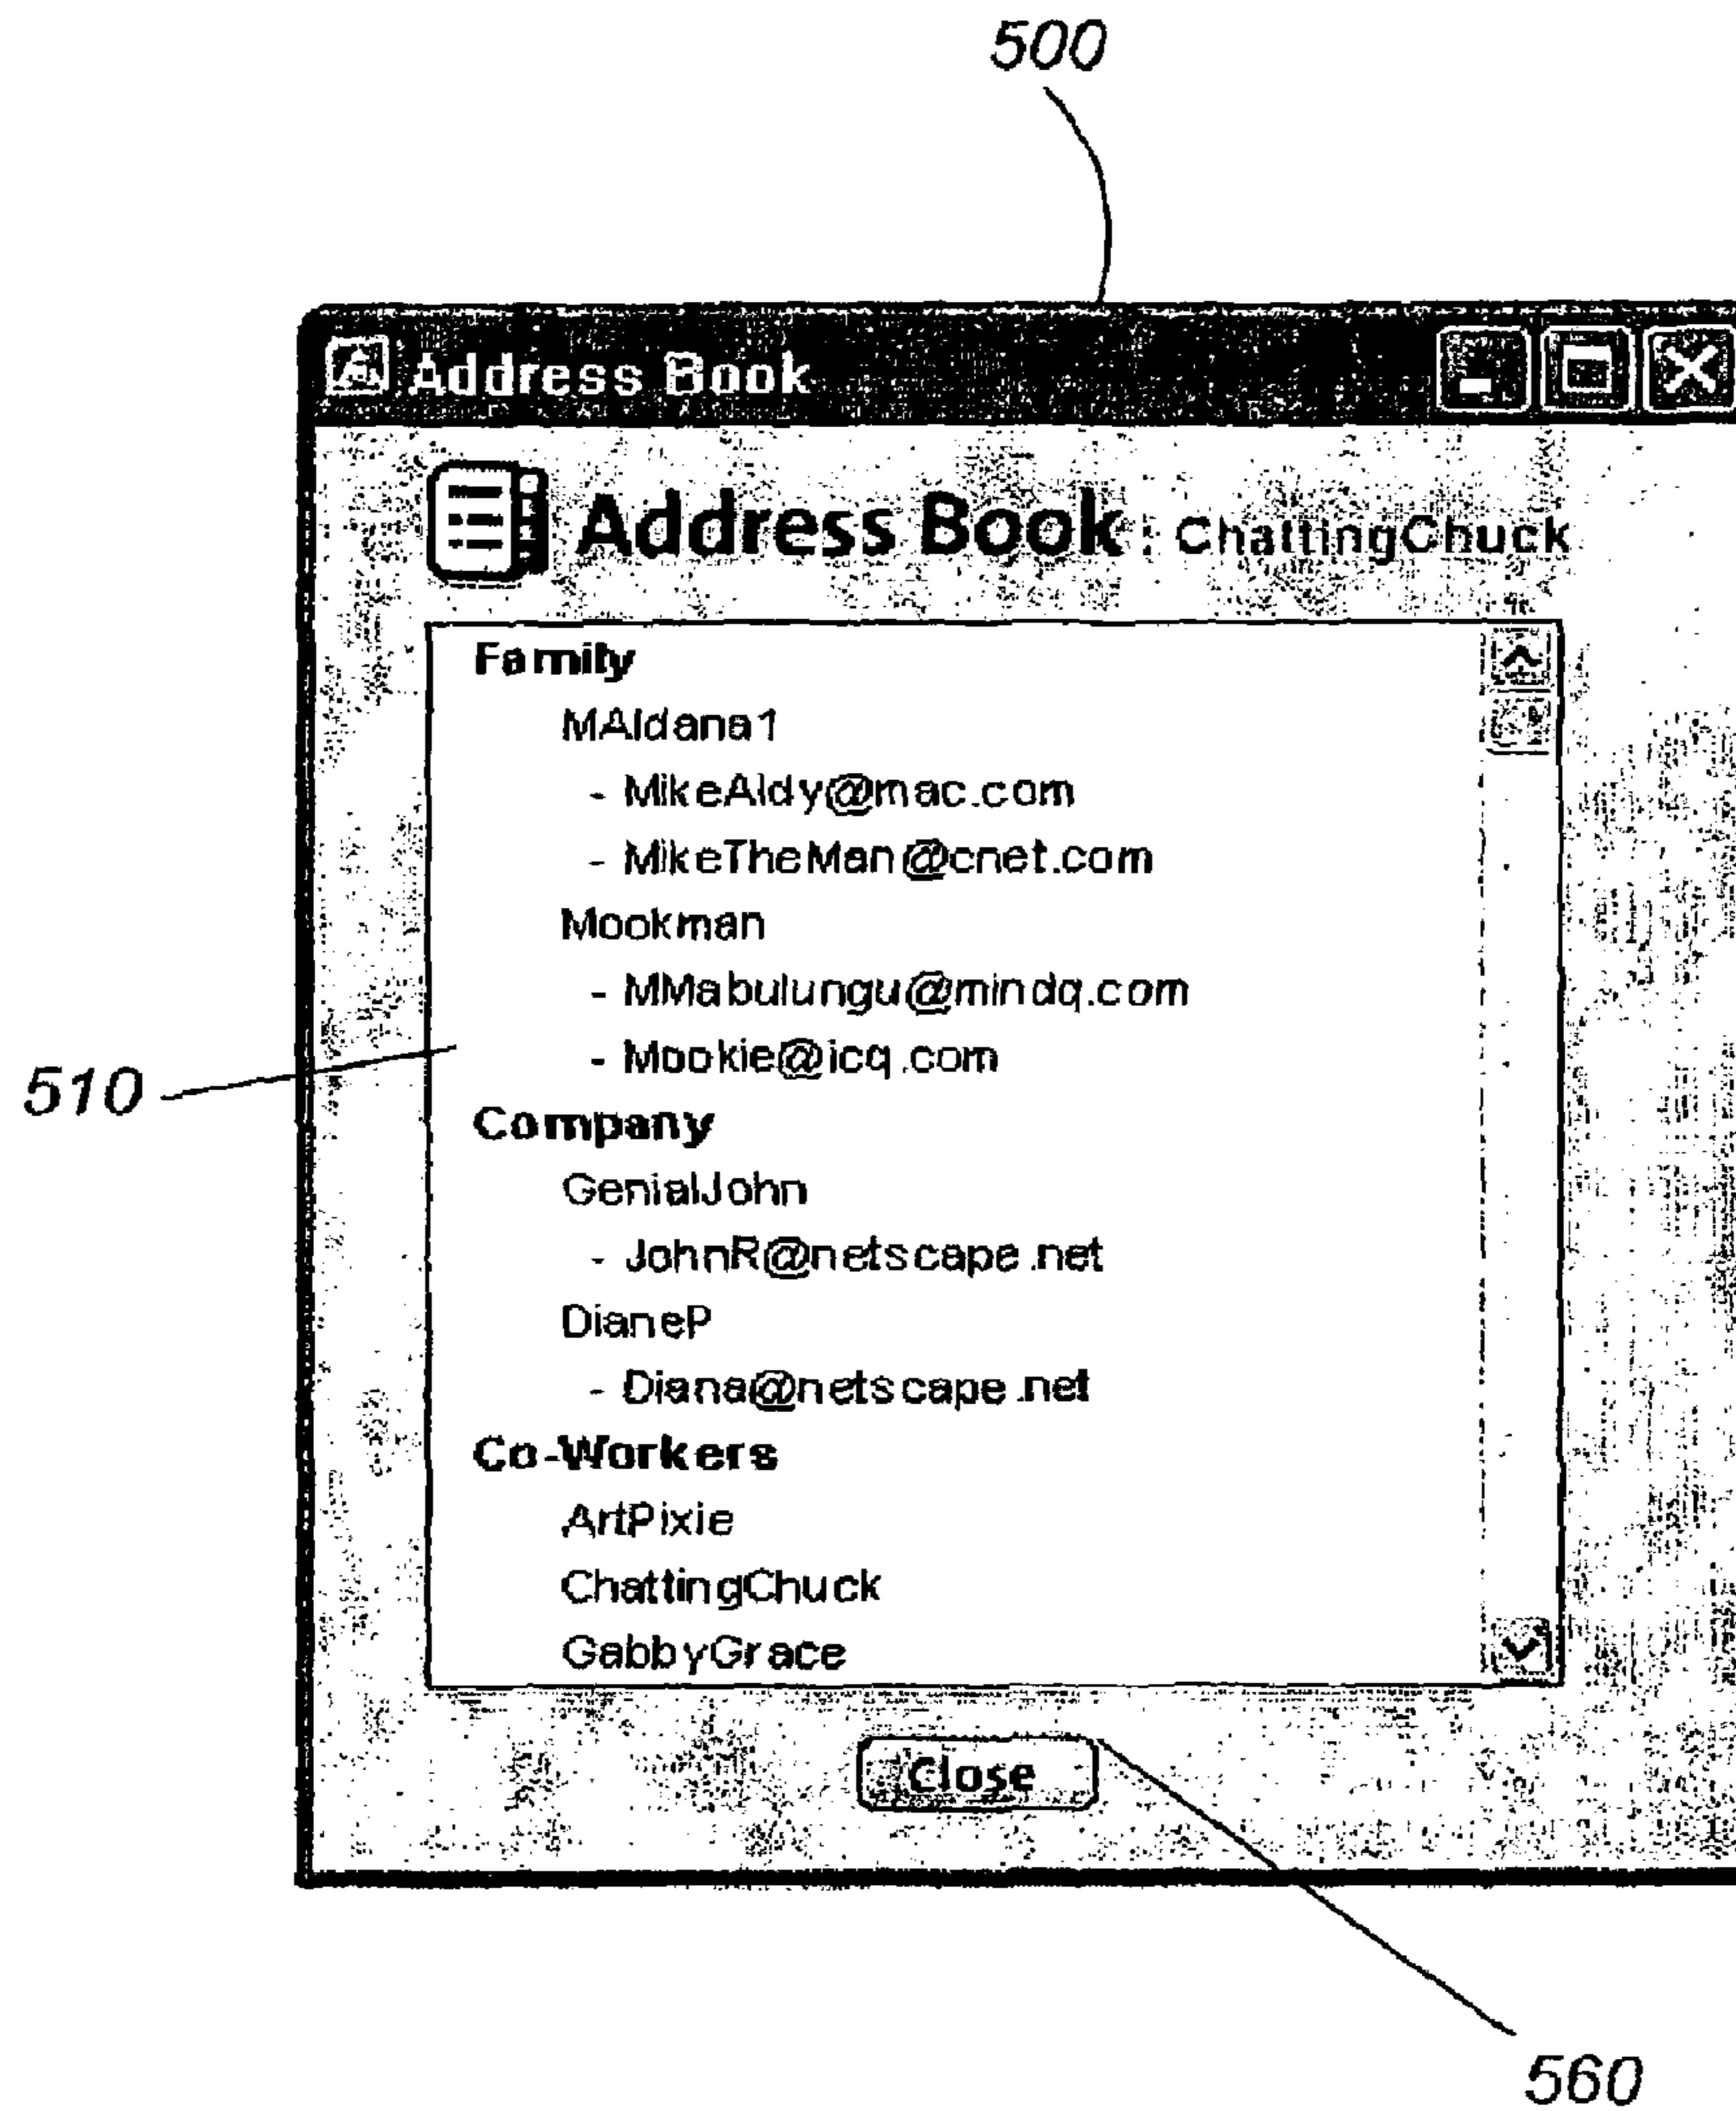 500
Address Book
Address Book : ChattingChuck
Family
MAldana1
- MikeAldy@mac.com
- MikeTheMan@cnet.com
Mookman
- MMabulungu@mindq.com
- Mookie@icq.com
510
Company
GenialJohn
- JohnR@netscape.net
DianeP
- Diana@netscape.net
Co-Workers
ArtPixie
ChattingChuck
GabbyGrace
Close
560